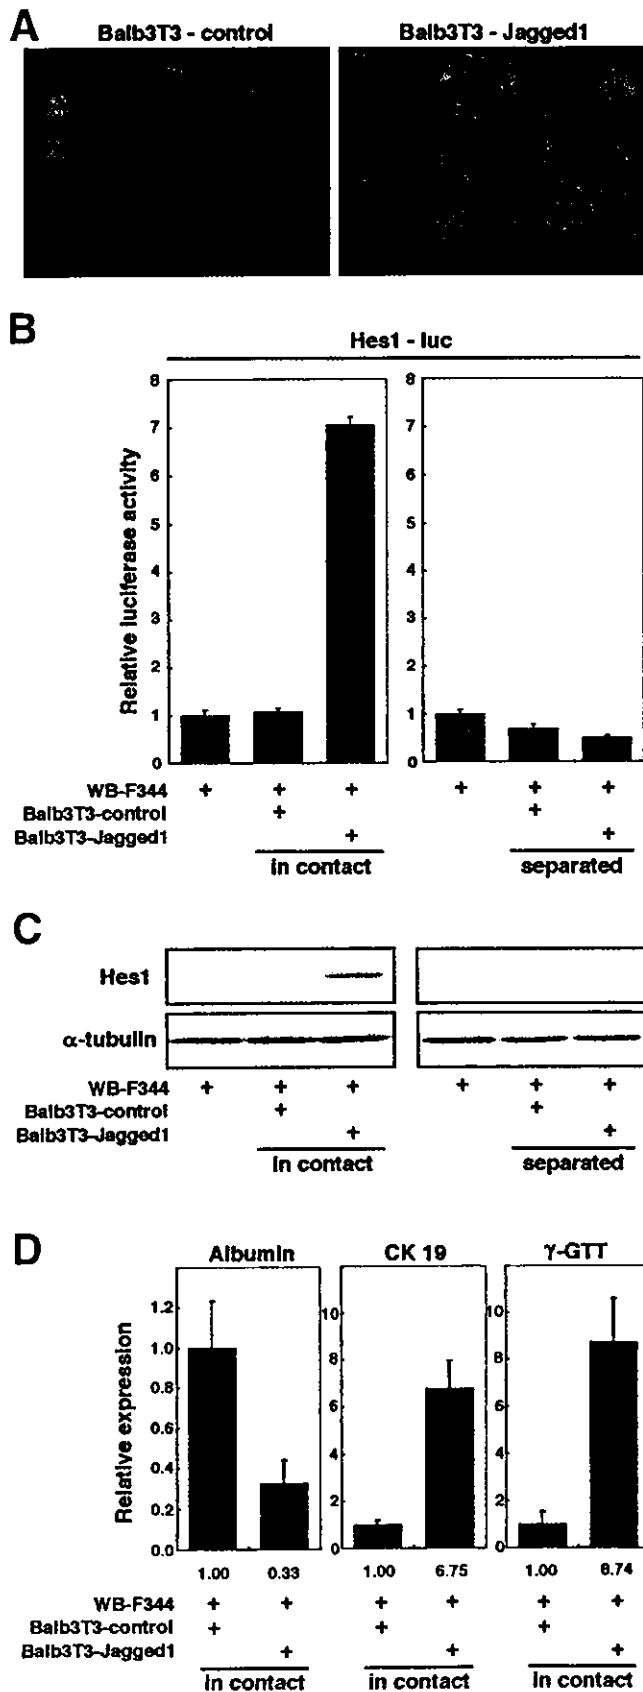 A
Balb3T3 - control
Balb3T3 - Jagged1
B
Hes1 - luc
Relative luciferase activity
8
7
6
5
4
3
2
1
0
8
7
6
5
4
3
2
1
0
WB-F344 + + + + + +
Balb3T3-control + +
Balb3T3-Jagged1 + +
in contact separated
C
Hes1
α-tubulin
WB-F344 + + + + + +
Balb3T3-control + +
Balb3T3-Jagged1 + +
in contact separated
D
Albumin CK 19 γ-GTT
Relative expression
1.2
1.0
0.8
0.6
0.4
0.2
0.0
10
8
6
4
2
0
10
8
6
4
2
0
1.00 0.33 1.00 6.75 1.00 8.74
WB-F344 + + + + + +
Balb3T3-control + + +
Balb3T3-Jagged1 + + +
in contact in contact in contact